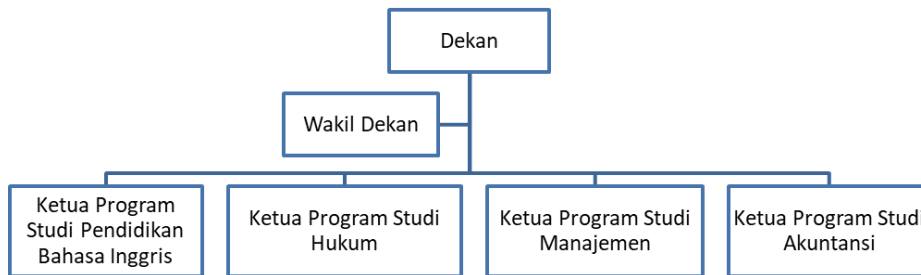 Dekan
Wakil Dekan
Ketua Program
Studi Pendidikan
Bahasa Inggris
Ketua Program Studi
Hukum
Ketua Program Studi
Manajemen
Ketua Program Studi
Akuntansi